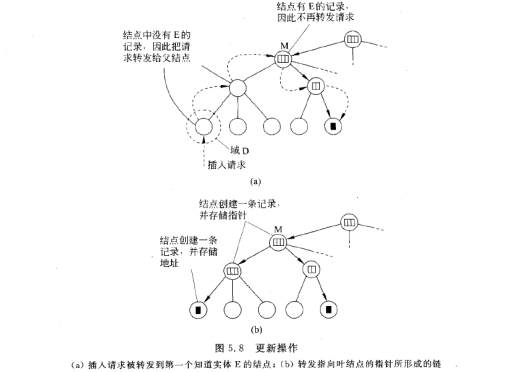 结点有 E 的记录,
因此不再转发请求
结点中没有 E 的
记录,因此把请
求转发给父结点
M
域 D
插入请求
(a)
结点创建一条记录,
并存储指针
M
结点创建一条
记录,并存储
地址
(b)
图 5.8 更新操作
(a) 插入请求被转发到第一个知道实体 E 的结点;(b) 转发指向叶结点的指针所形成的链